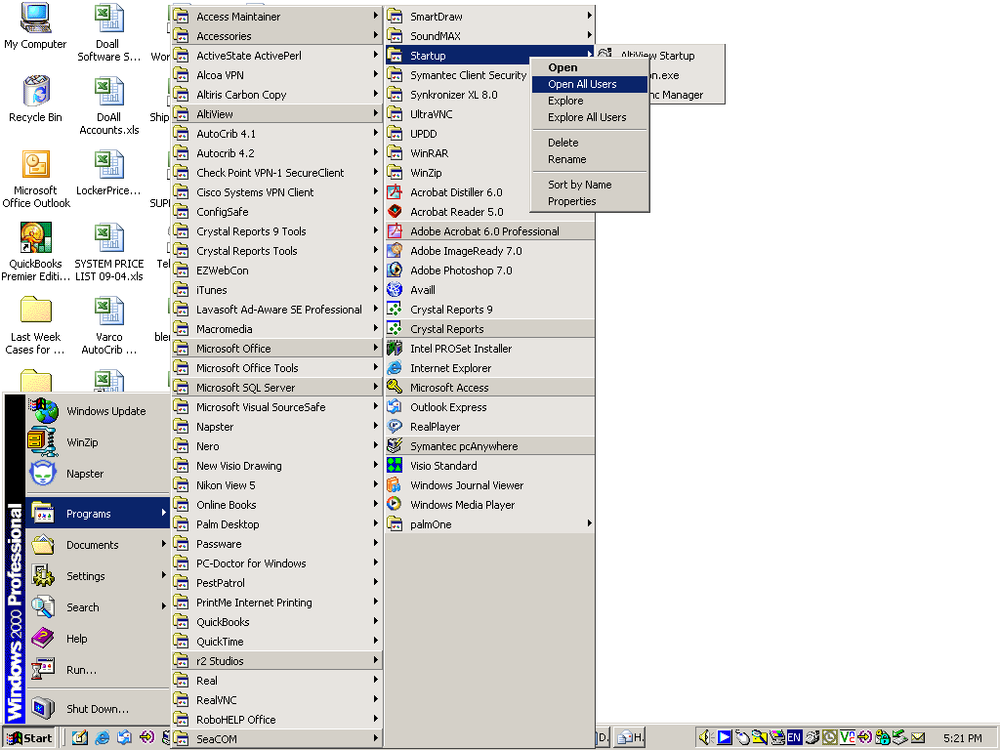 My Computer
Doall
Software S...
Recycle Bin
DoAll
Accounts.xls
Microsoft
Office Outlook
LockerPrice...
QuickBooks
Premier Editi...
SYSTEM PRICE
LIST 09-04.xls
Last Week
Cases for ...
Varco
AutoCrib ...
Wor
Ship
SUPI
Tel
blen
Windows Update
WinZip
Napster
Programs
Documents
Settings
Search
Help
Run...
Shut Down...
Windows 2000 Professional
Access Maintainer
Accessories
ActiveState ActivePerl
Alcoa VPN
Altiris Carbon Copy
AltiView
AutoCrib 4.1
Autocrib 4.2
Check Point VPN-1 SecureClient
Cisco Systems VPN Client
ConfigSafe
Crystal Reports 9 Tools
Crystal Reports Tools
EZWebCon
iTunes
Lavasoft Ad-Aware SE Professional
Macromedia
Microsoft Office
Microsoft Office Tools
Microsoft SQL Server
Microsoft Visual SourceSafe
Napster
Nero
New Visio Drawing
Nikon View 5
Online Books
Palm Desktop
Passware
PC-Doctor for Windows
PestPatrol
PrintMe Internet Printing
QuickBooks
QuickTime
r2 Studios
Real
RealVNC
RoboHELP Office
SeaCOM
SmartDraw
SoundMAX
Startup
Symantec Client Security
Synkronizer XL 8.0
UltraVNC
UPDD
WinRAR
WinZip
Acrobat Distiller 6.0
Acrobat Reader 5.0
Adobe Acrobat 6.0 Professional
Adobe ImageReady 7.0
Adobe Photoshop 7.0
Availl
Crystal Reports 9
Crystal Reports
Intel PROSet Installer
Internet Explorer
Microsoft Access
Outlook Express
RealPlayer
Symantec pcAnywhere
Visio Standard
Windows Journal Viewer
Windows Media Player
palmOne
AltiView Startup
on.exe
nc Manager
Open
Open All Users
Explore
Explore All Users
Delete
Rename
Sort by Name
Properties
Start
D.
H.
EN
5:21 PM